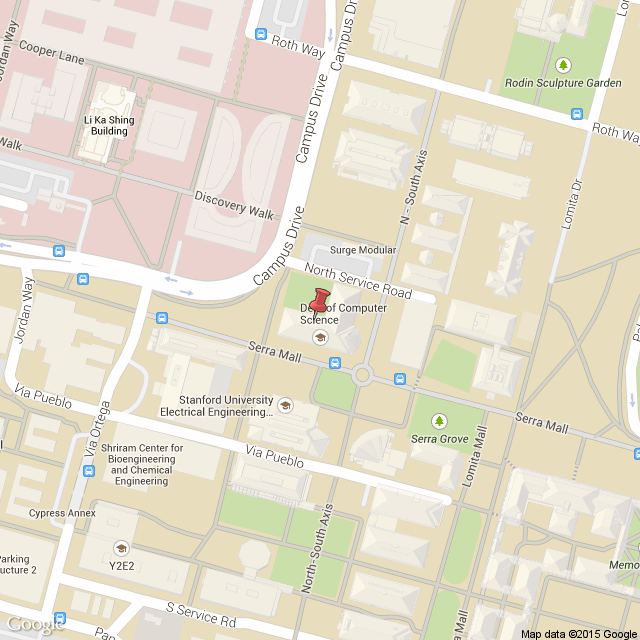 Jordan Way
Cooper Lane
Roth Way
Campus Drive
Campus Drive
Rodin Sculpture Garden
Li Ka Shing
Building
Walk
Discovery Walk
Roth Way
N - South Axis
Lomita Dr
Campus Drive
Surge Modular
North Service Road
Jordan Way
Dept of Computer
Science
Serra Mall
Via Pueblo
Via Ortega
Stanford University
Electrical Engineering...
Serra Grove
Serra Mall
Lomita Mall
Shriram Center for
Bioengineering
and Chemical
Engineering
Via Pueblo
Cypress Annex
North-South Axis
Parking
ructure 2
Y2E2
Memo
S Service Rd
Google
Map data ©2015 Google